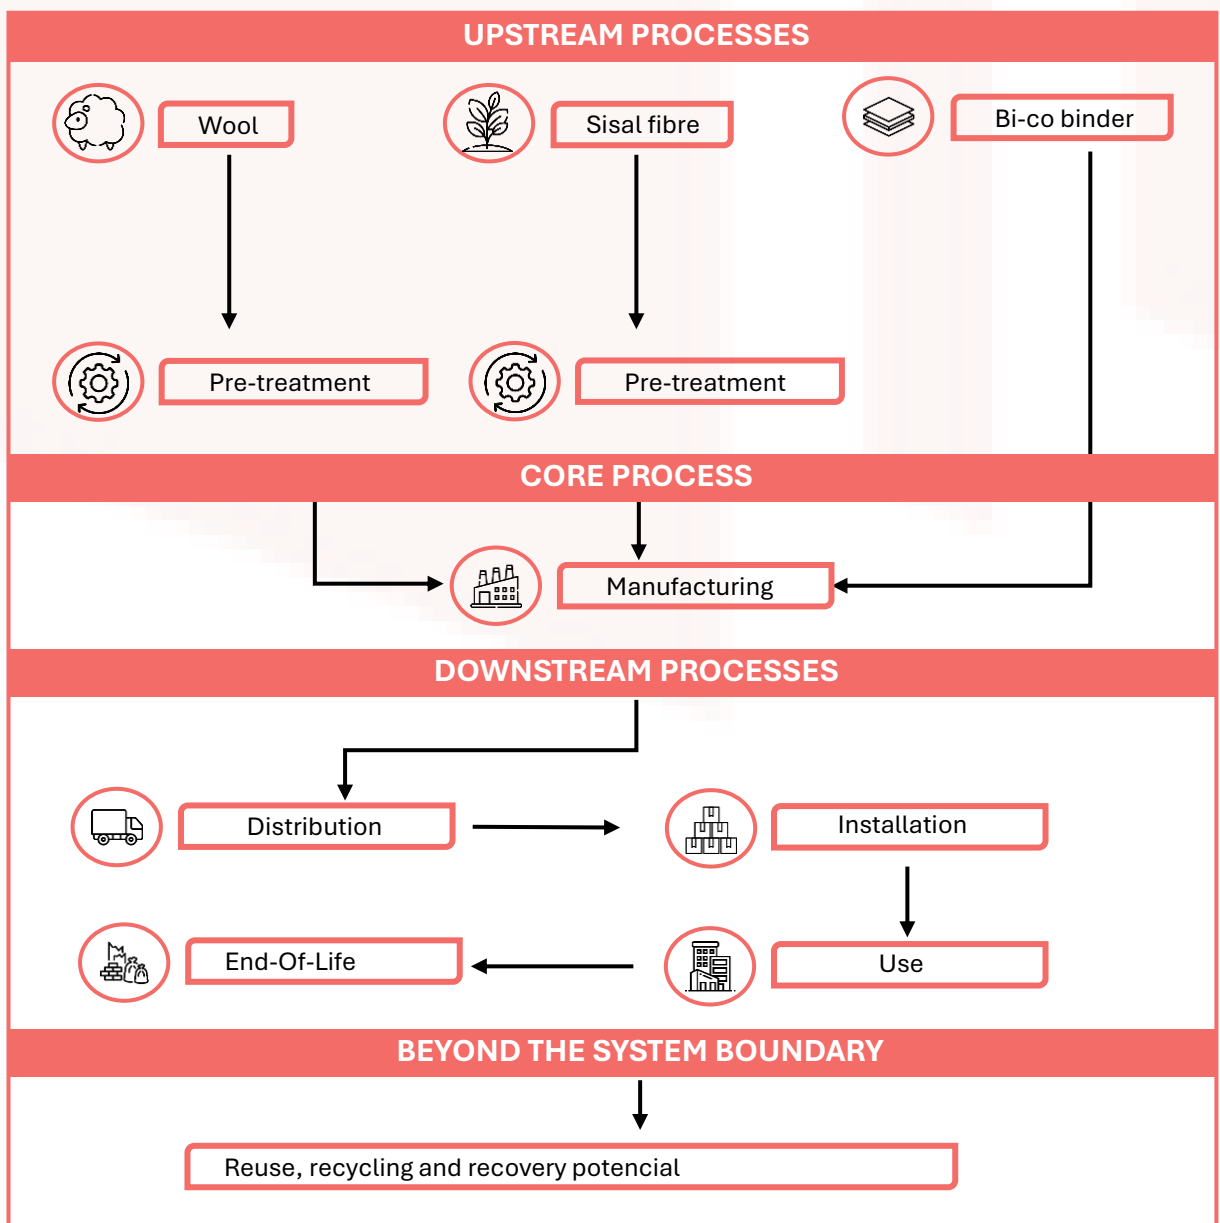 UPSTREAM PROCESSES
Wool
Sisal fibre
Bi-co binder
Pre-treatment
Pre-treatment
CORE PROCESS
Manufacturing
DOWNSTREAM PROCESSES
Distribution
Installation
End-Of-Life
Use
BEYOND THE SYSTEM BOUNDARY
Reuse, recycling and recovery potencial